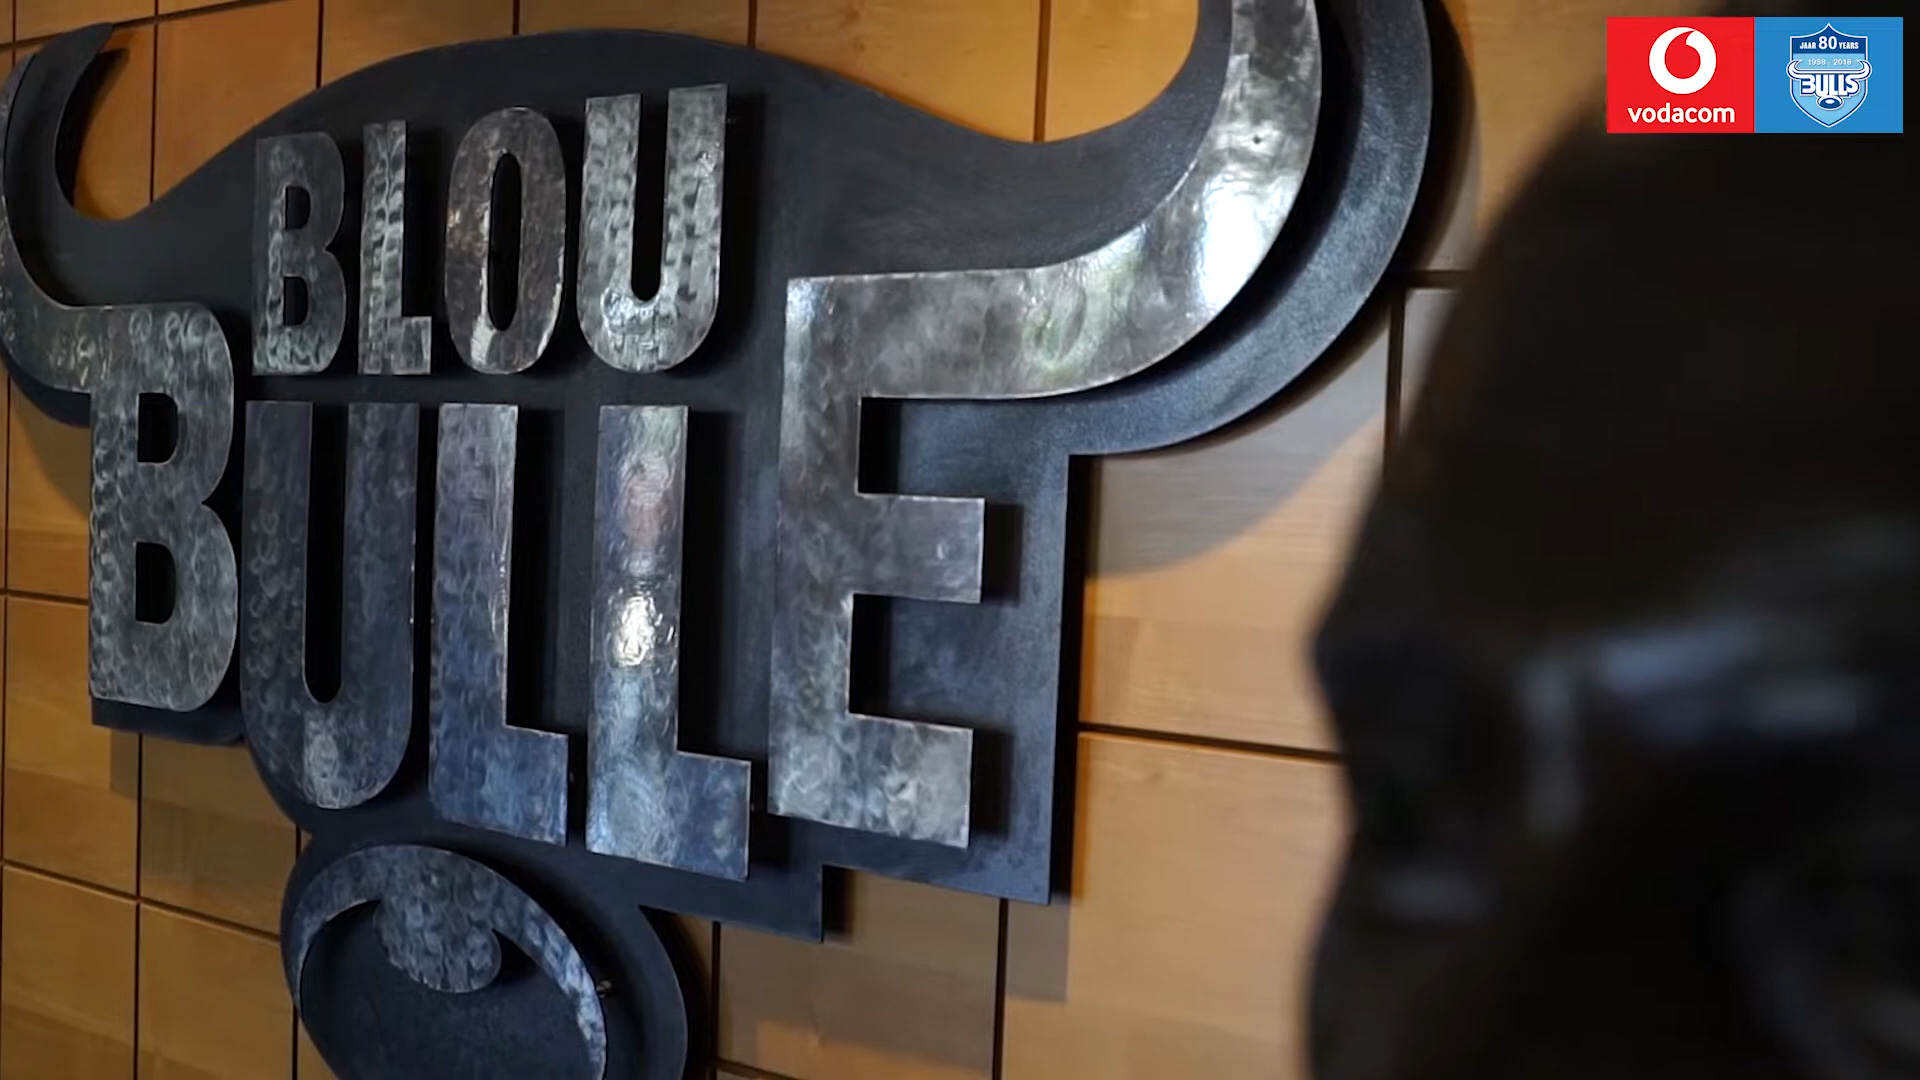 BLOU
BULLE
vodacom
JAAR 80 YEARS
1938 - 2018
BULLS